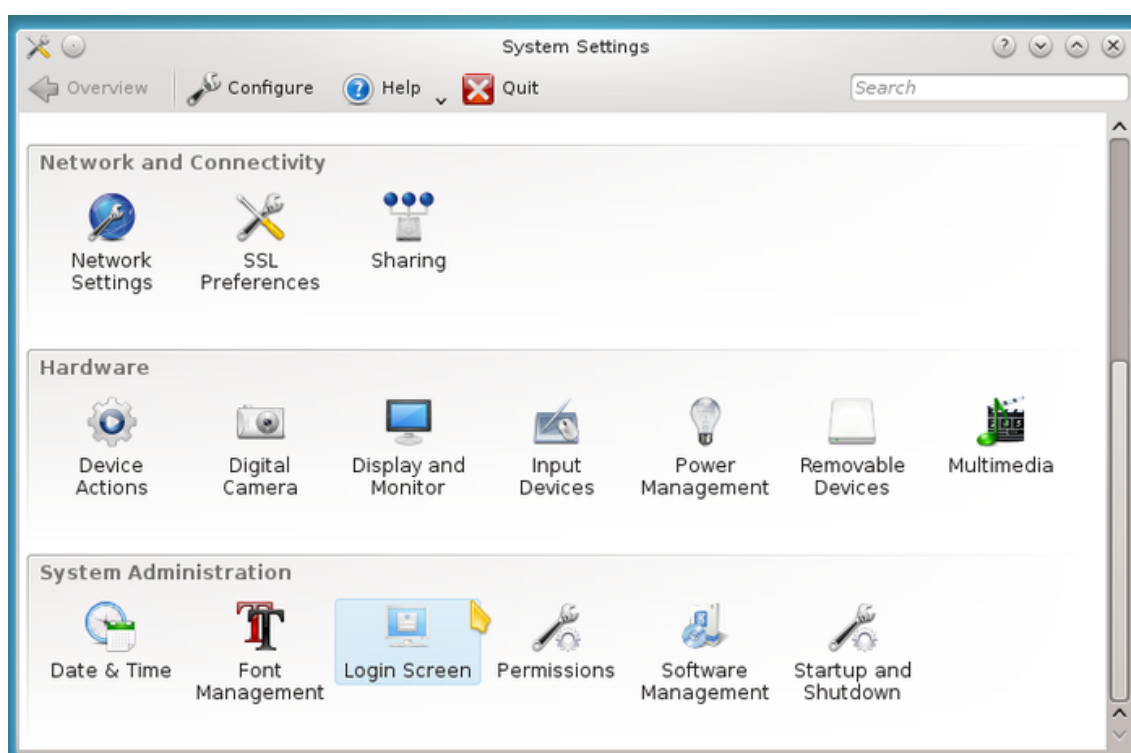 System Settings
Overview Configure Help Quit Search
Network and Connectivity
Network
Settings
SSL
Preferences
Sharing
Hardware
Device
Actions
Digital
Camera
Display and
Monitor
Input
Devices
Power
Management
Removable
Devices
Multimedia
System Administration
Date & Time
Font
Management
Login Screen
Permissions
Software
Management
Startup and
Shutdown